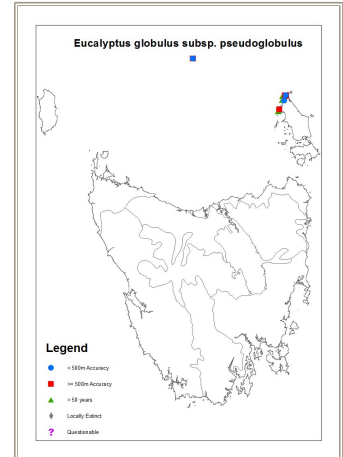 Eucalyptus globulus subsp. pseudoglobulus
Legend
< 500m Accuracy
>= 500m Accuracy
> 50 years
Locally Extinct
? Questionable